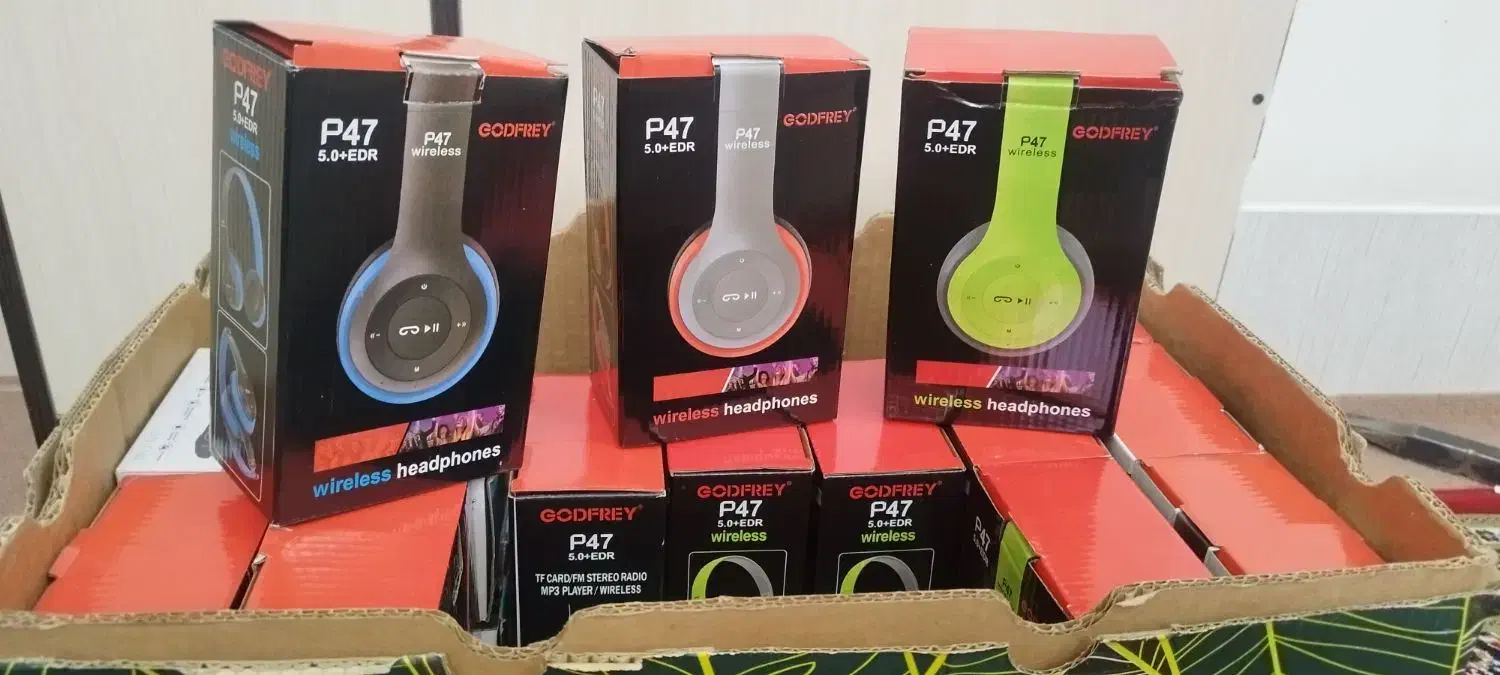 GODFREY
P47
5.0+EDR
wireless
P47
5.0+EDR
P47
wireless
GODFREY
wireless headphones
P47
5.0+EDR
P47
wireless
GODFREY
wireless headphones
P47
5.0+EDR
P47
wireless
GODFREY
wireless headphones
GODFREY
P47
5.0+EDR
TF CARD/FM STEREO RADIO
MP3 PLAYER / WIRELESS
GODFREY
P47
5.0+EDR
wireless
GODFREY
P47
5.0+EDR
wireless
P47
P47